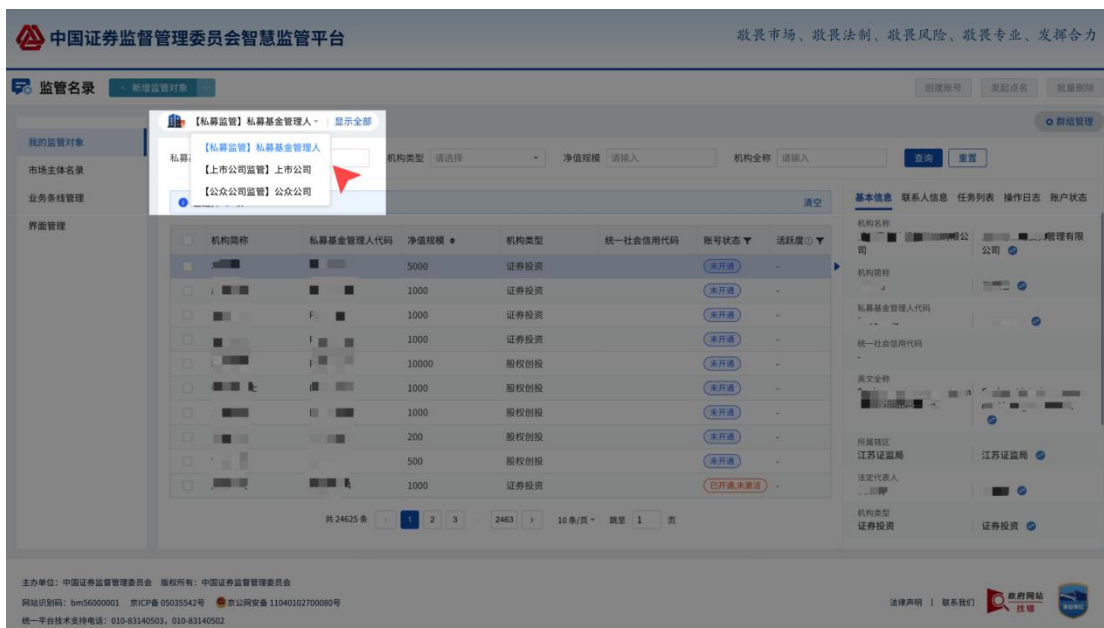 中国证券监督管理委员会智慧监管平台
敬畏市场、敬畏法制、敬畏风险、敬畏专业、发挥合力
监管名录
新增监管对象
创建账号 发起点名 批量删除
【私募监管】私募基金管理人 显示全部
群组管理
我的监管对象
市场主体名录
业务条线管理
界面管理
【私募监管】私募基金管理人
【上市公司监管】上市公司
【公众公司监管】公众公司
机构类型 请选择 净值规模 请输入 机构全称 请输入 查询 重置
清空
基本信息 联系人信息 任务列表 操作日志 账户状态
机构简称 私募基金管理人代码 净值规模 机构类型 统一社会信用代码 账号状态 活跃度
5000 证券投资 未开通 -
1000 证券投资 未开通 -
1000 证券投资 未开通 -
1000 证券投资 未开通 -
10000 股权创投 未开通 -
1000 股权创投 未开通 -
1000 股权创投 未开通 -
200 股权创投 未开通 -
500 股权创投 未开通 -
1000 证券投资 已开通,未激活 -
共 24625 条 1 2 3 ... 2463 10 条/页 跳至 1 页
机构名称
公司 管理有限公司
机构简称
私募基金管理人代码
统一社会信用代码
-
英文全称
所属辖区
江苏证监局 江苏证监局
法定代表人
机构类型
证券投资 证券投资
主办单位：中国证券监督管理委员会 版权所有：中国证券监督管理委员会
网站识别码：bm56000001 京ICP备 05035542号 京公网安备 11040102700080号
统一平台技术支持电话：010-83140503，010-83140502
法律声明 | 联系我们
政府网站
找错